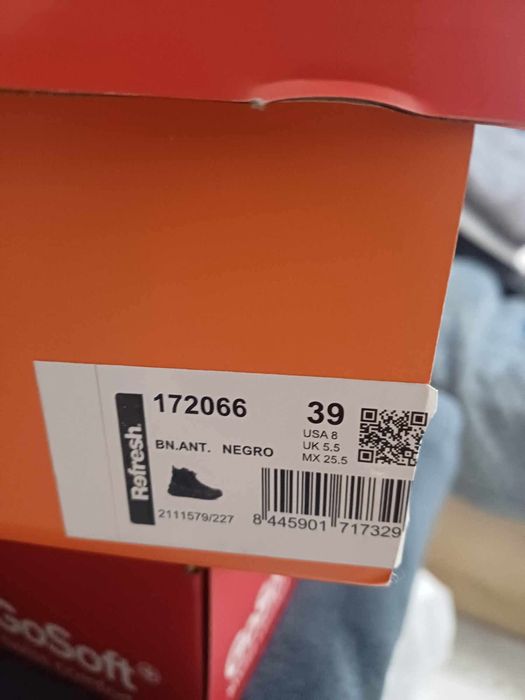 Refresh.
172066
39
USA 8
UK 5.5
MX 25.5
BN.ANT. NEGRO
2111579/227
8 445901 717329
GoSoft®